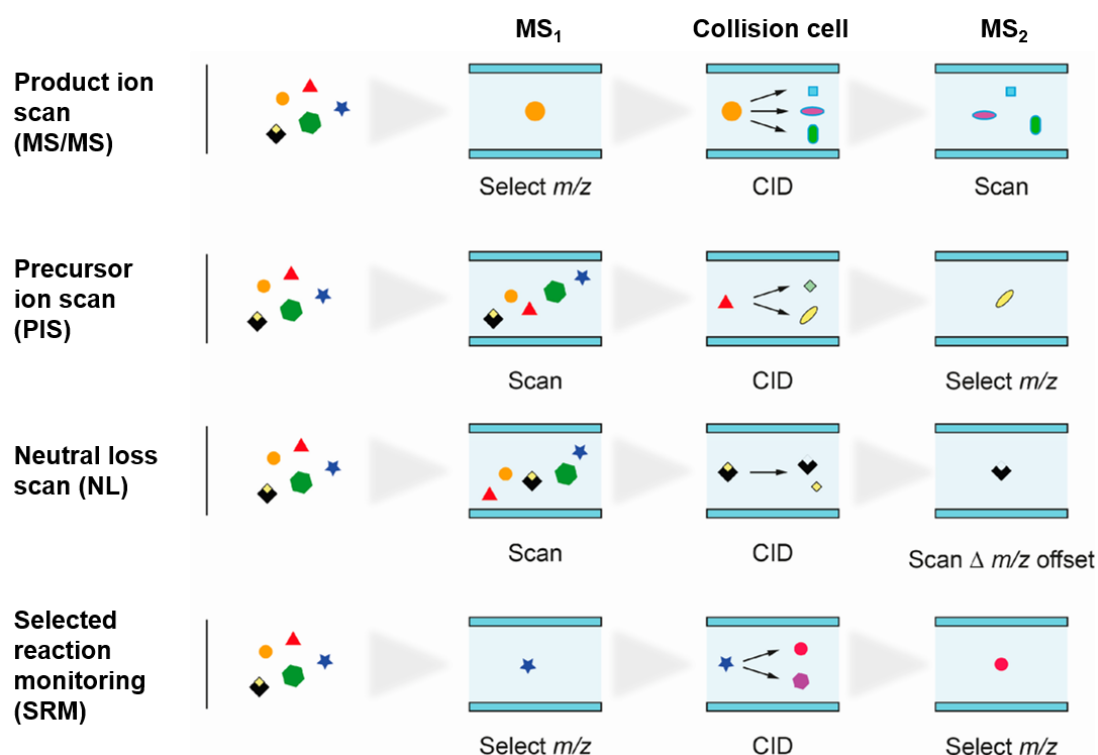 MS₁ Collision cell MS₂
Product ion
scan
(MS/MS)
Select m/z CID Scan
Precursor
ion scan
(PIS)
Scan CID Select m/z
Neutral loss
scan (NL)
Scan CID Scan Δ m/z offset
Selected
reaction
monitoring
(SRM)
Select m/z CID Select m/z